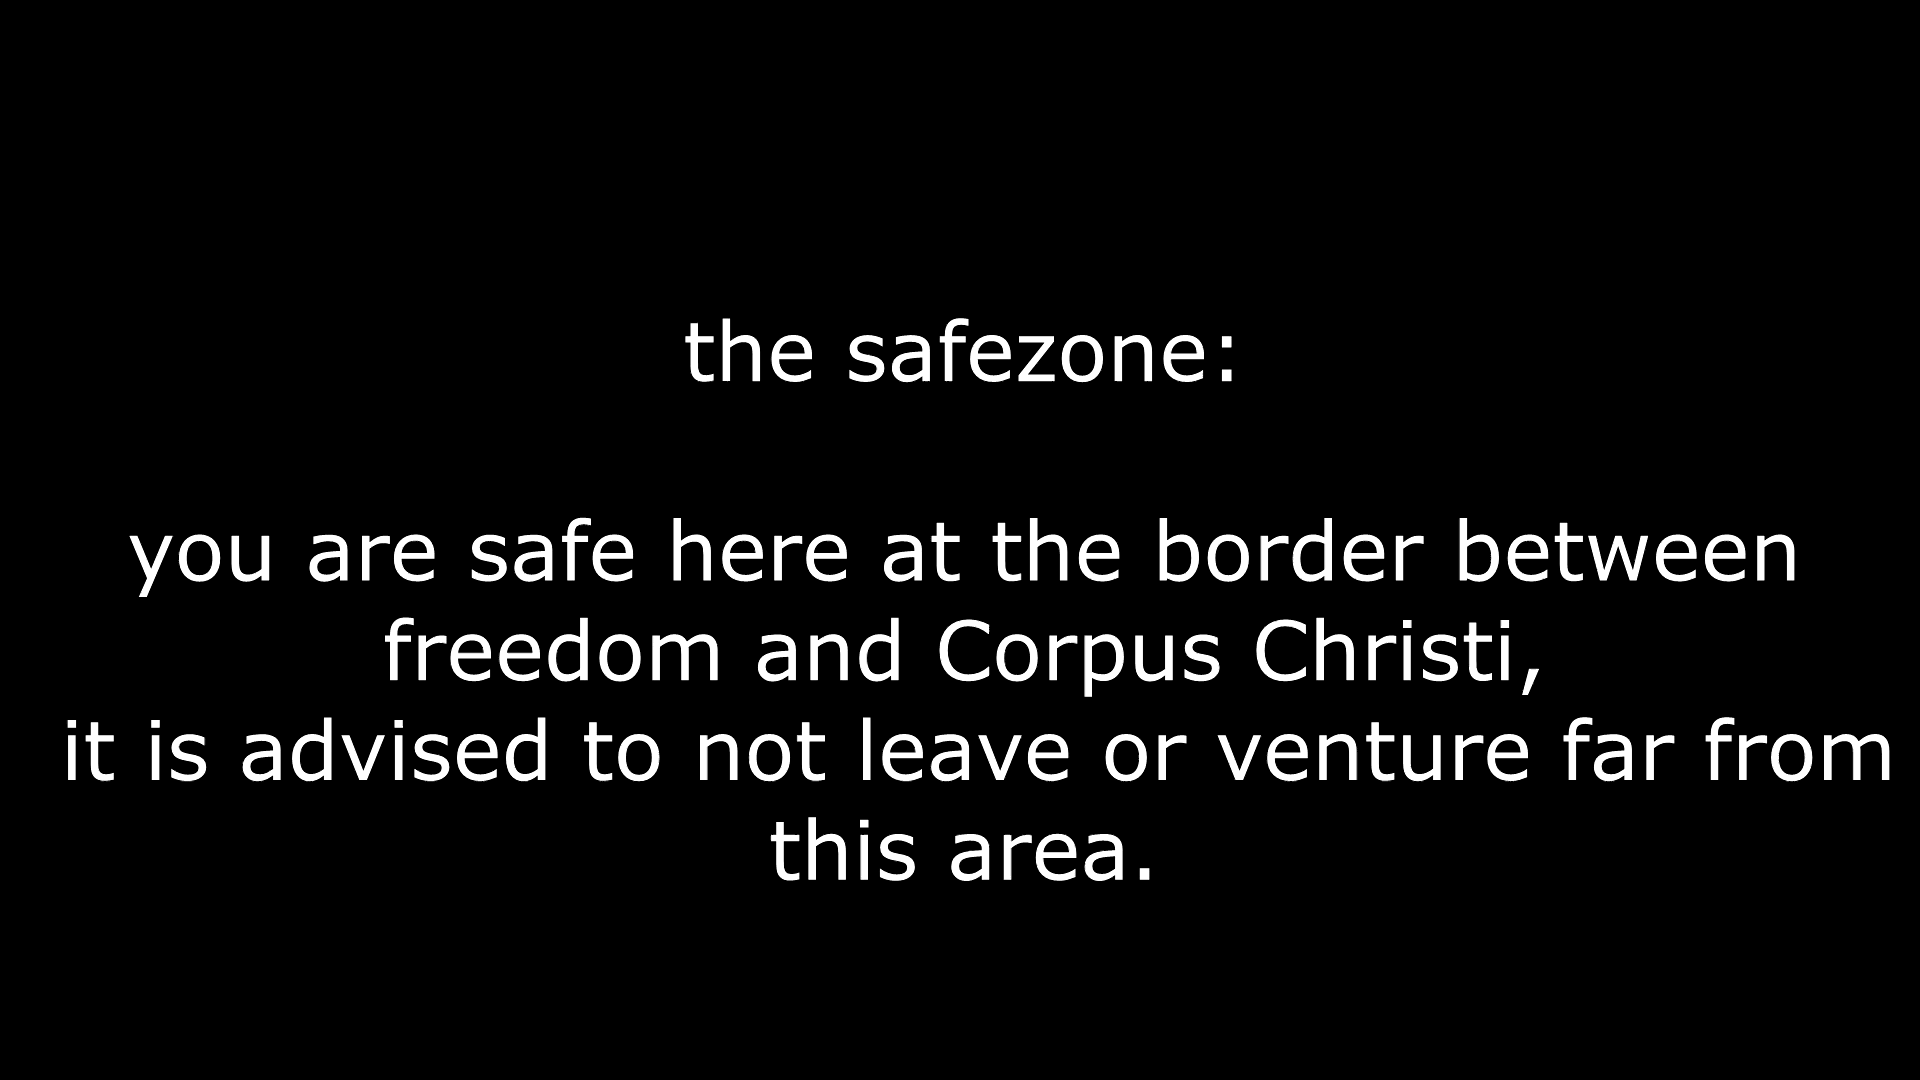 the safezone:
you are safe here at the border between
freedom and Corpus Christi,
it is advised to not leave or venture far from
this area.